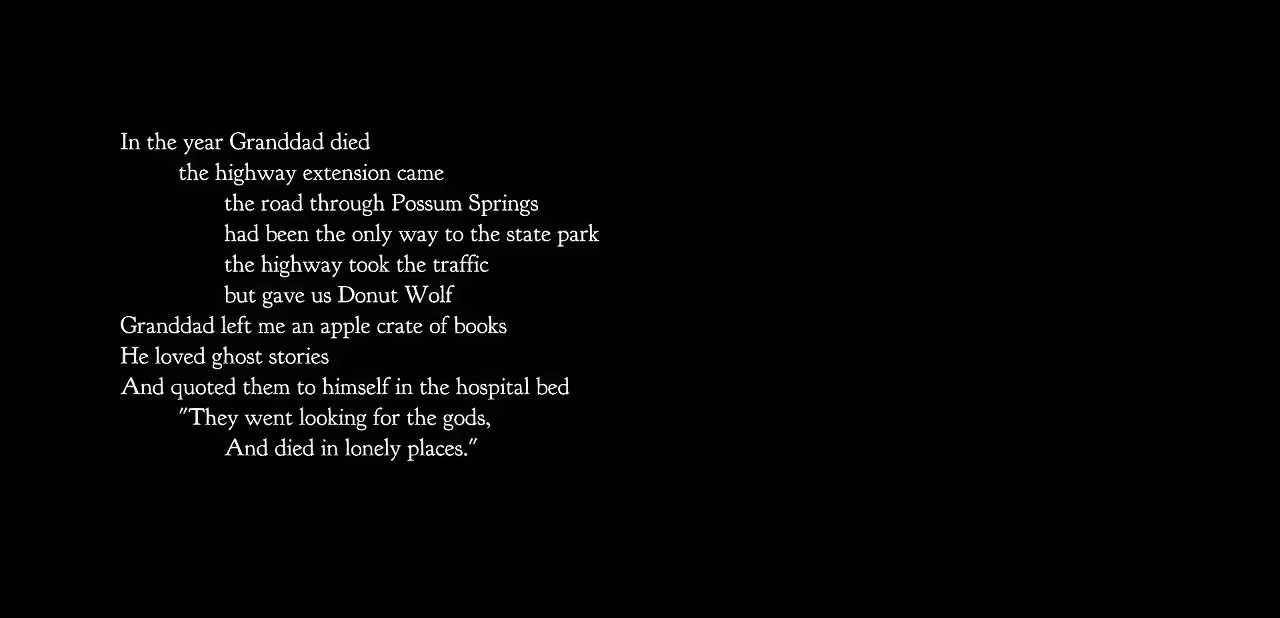 In the year Granddad died
the highway extension came
the road through Possum Springs
had been the only way to the state park
the highway took the traffic
but gave us Donut Wolf
Granddad left me an apple crate of books
He loved ghost stories
And quoted them to himself in the hospital bed
"They went looking for the gods,
And died in lonely places."